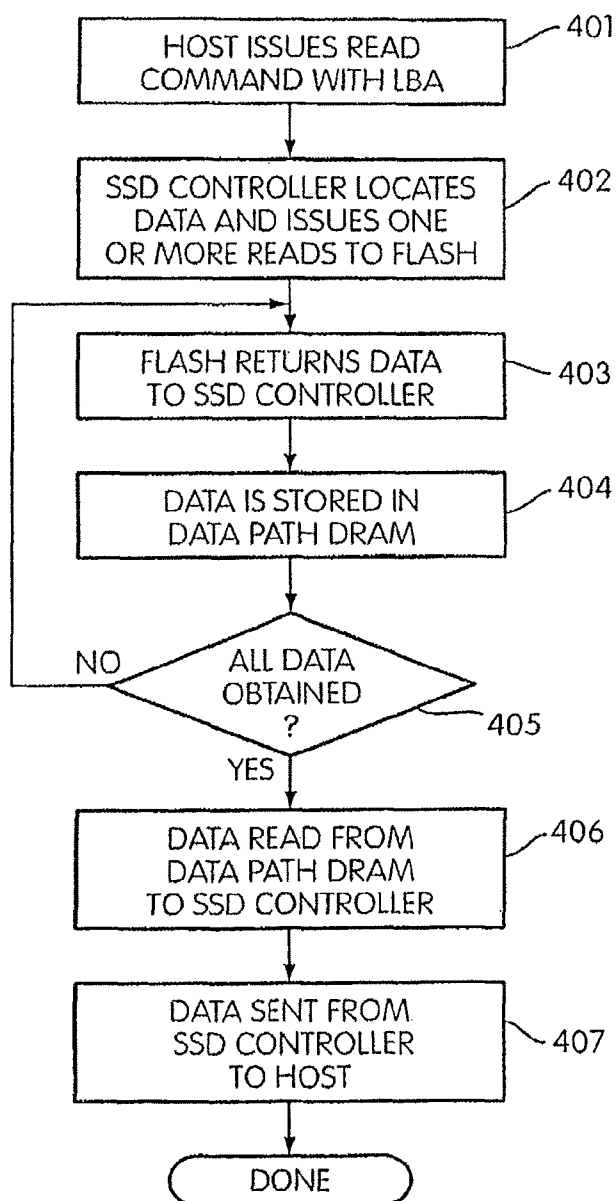 HOST ISSUES READ
COMMAND WITH LBA
401
SSD CONTROLLER LOCATES
DATA AND ISSUES ONE
OR MORE READS TO FLASH
402
FLASH RETURNS DATA
TO SSD CONTROLLER
403
DATA IS STORED IN
DATA PATH DRAM
404
NO
ALL DATA
OBTAINED
?
405
YES
DATA READ FROM
DATA PATH DRAM
TO SSD CONTROLLER
406
DATA SENT FROM
SSD CONTROLLER
TO HOST
407
DONE